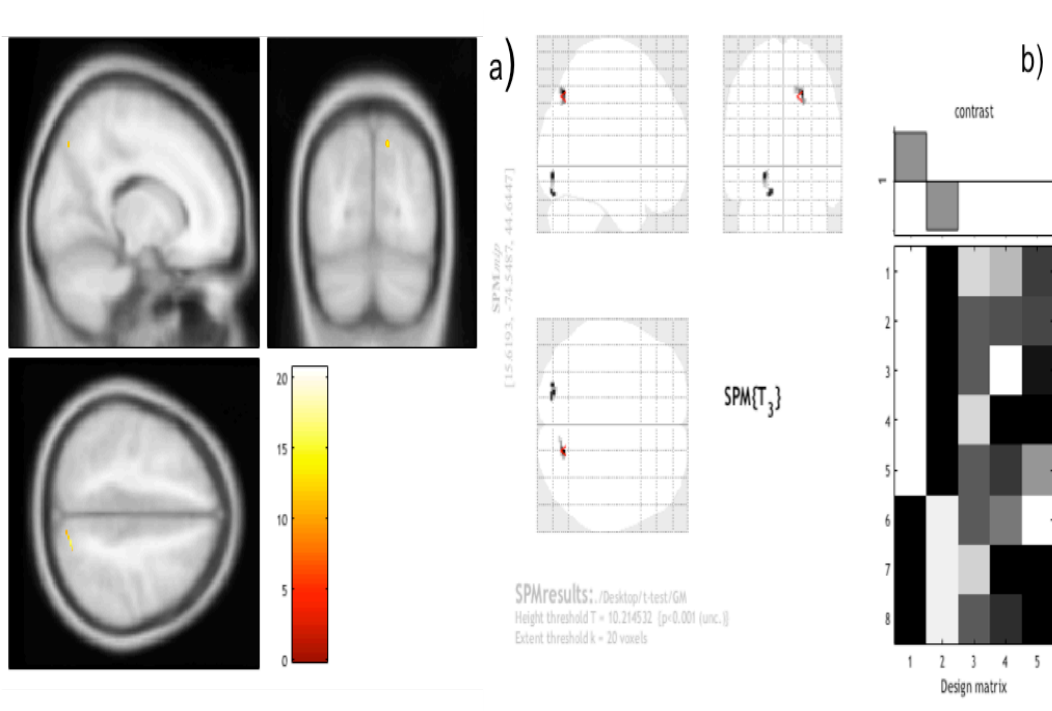 a)
b)
contrast
1
SPMmip
[15.6193, -74.5487, 44.6447]
20
15
10
5
0
SPM{T3}
SPMresults: ./Desktop/t-test/GM
Height threshold T = 10.214532 {p<0.001 (unc.)}
Extent threshold k = 20 voxels
1
2
3
4
5
6
7
8
1 2 3 4 5
Design matrix